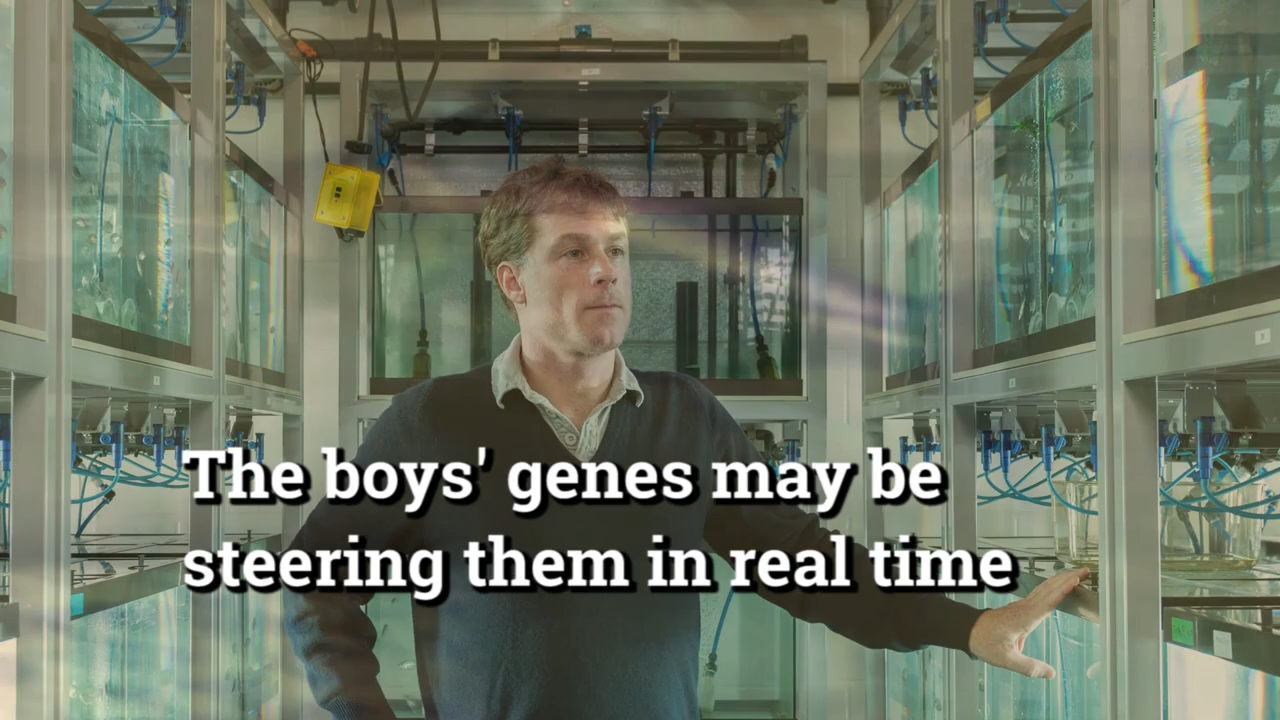 The boys' genes may be
steering them in real time